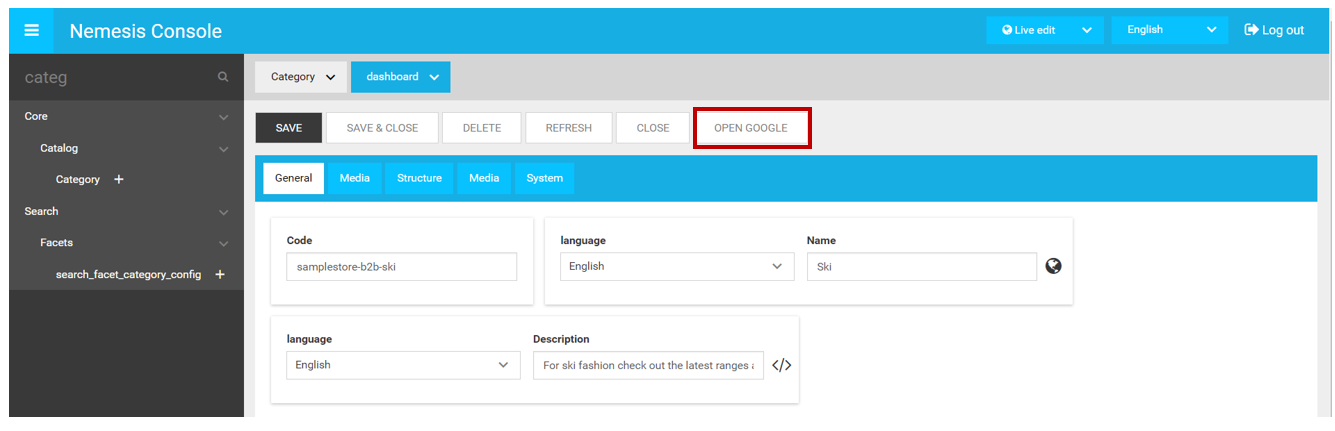 Nemesis Console
Live edit
English
Log out
categ
Category
dashboard
Core
Catalog
Category +
Search
Facets
search_facet_category_config +
SAVE
SAVE & CLOSE
DELETE
REFRESH
CLOSE
OPEN GOOGLE
General
Media
Structure
Media
System
Code
samplestore-b2b-ski
language
English
Name
Ski
language
English
Description
For ski fashion check out the latest ranges
</>